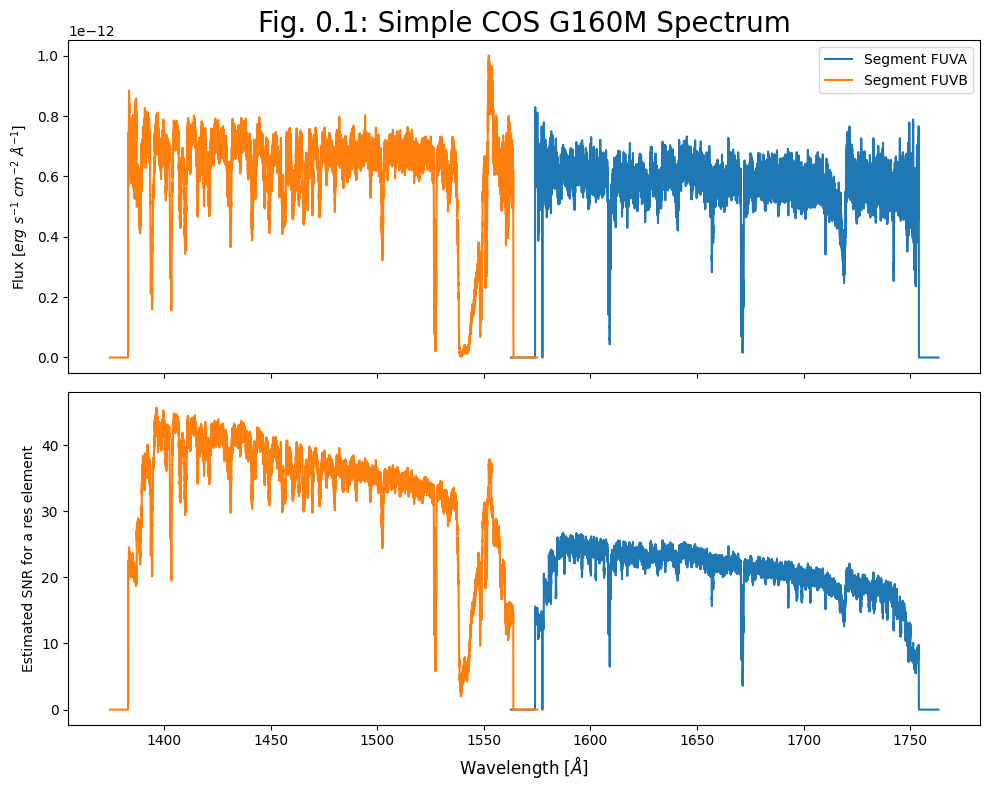 Fig. 0.1: Simple COS G160M Spectrum
1e−12
Flux [erg s⁻¹ cm⁻² Å⁻¹]
1.0
0.8
0.6
0.4
0.2
0.0
Segment FUVA
Segment FUVB
Estimated SNR for a res element
40
30
20
10
0
1400 1450 1500 1550 1600 1650 1700 1750
Wavelength [Å]